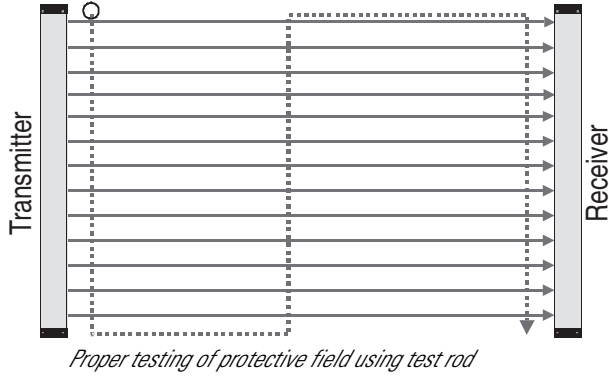 Transmitter
Receiver
Proper testing of protective field using test rod